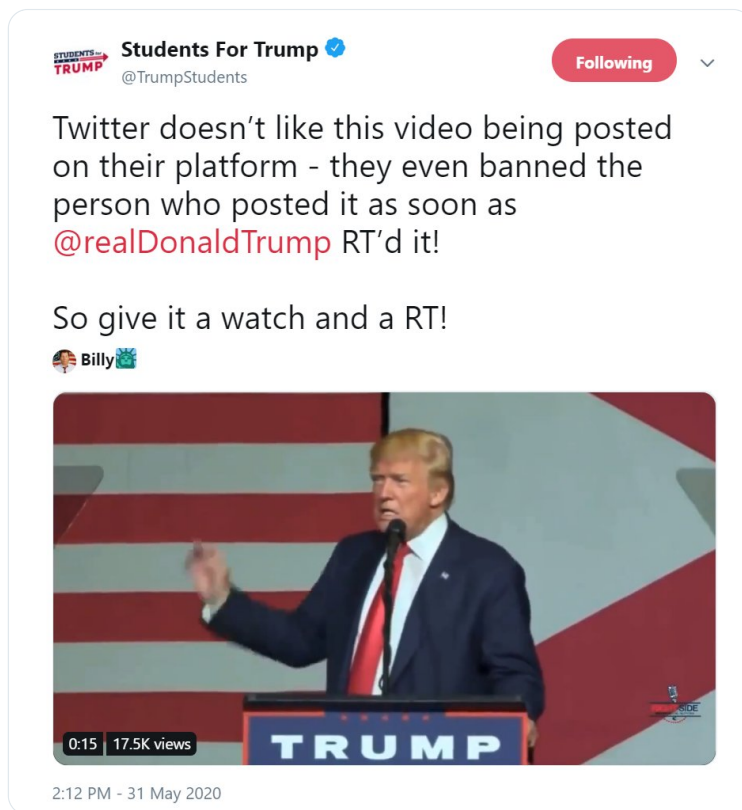 STUDENTS for
TRUMP
Students For Trump
@TrumpStudents
Following
Twitter doesn’t like this video being posted
on their platform - they even banned the
person who posted it as soon as
@realDonaldTrump RT’d it!
So give it a watch and a RT!
Billy
SIDE
0:15 17.5K views
TRUMP
2:12 PM - 31 May 2020